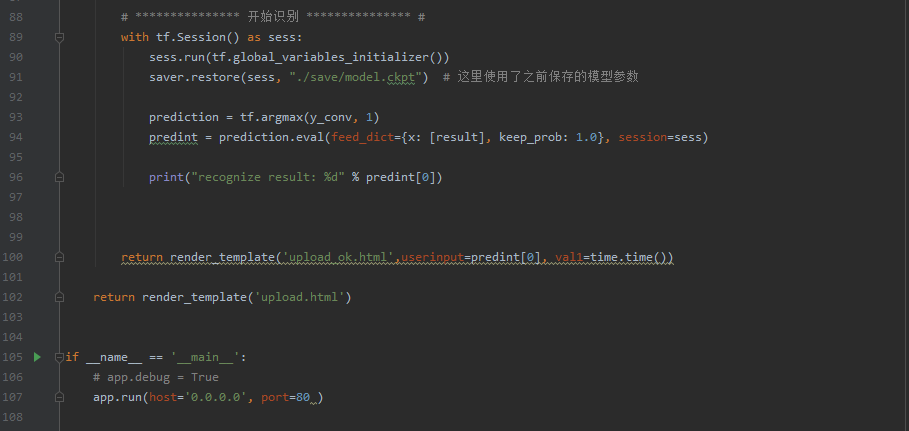 88 # *************** 开始识别 *************** #
89 with tf.Session() as sess:
90 sess.run(tf.global_variables_initializer())
91 saver.restore(sess, "./save/model.ckpt") # 这里使用了之前保存的模型参数
92
93 prediction = tf.argmax(y_conv, 1)
94 predint = prediction.eval(feed_dict={x: [result], keep_prob: 1.0}, session=sess)
95
96 print("recognize result: %d" % predint[0])
97
98
99
100 return render_template('upload_ok.html',userinput=predint[0], val1=time.time())
101
102 return render_template('upload.html')
103
104
105 if __name__ == '__main__':
106 # app.debug = True
107 app.run(host='0.0.0.0', port=80 )
108